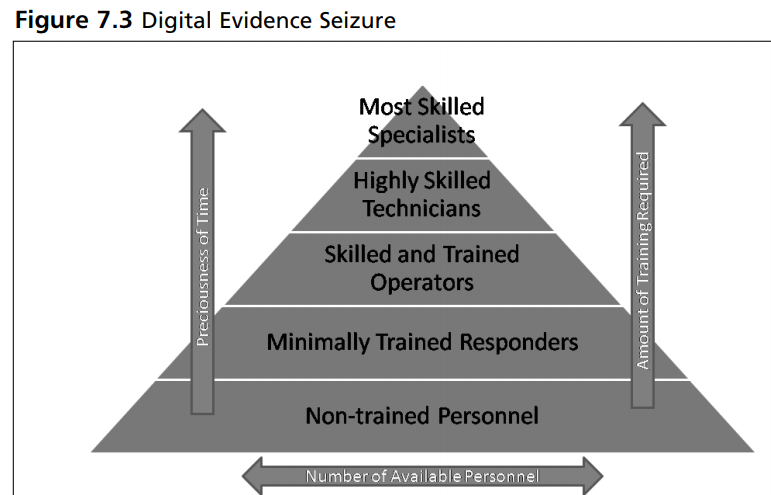 Figure 7.3 Digital Evidence Seizure
Most Skilled
Specialists
Highly Skilled
Technicians
Skilled and Trained
Operators
Minimally Trained Responders
Non-trained Personnel
Preciousness of Time
Amount of Training Required
Number of Available Personnel